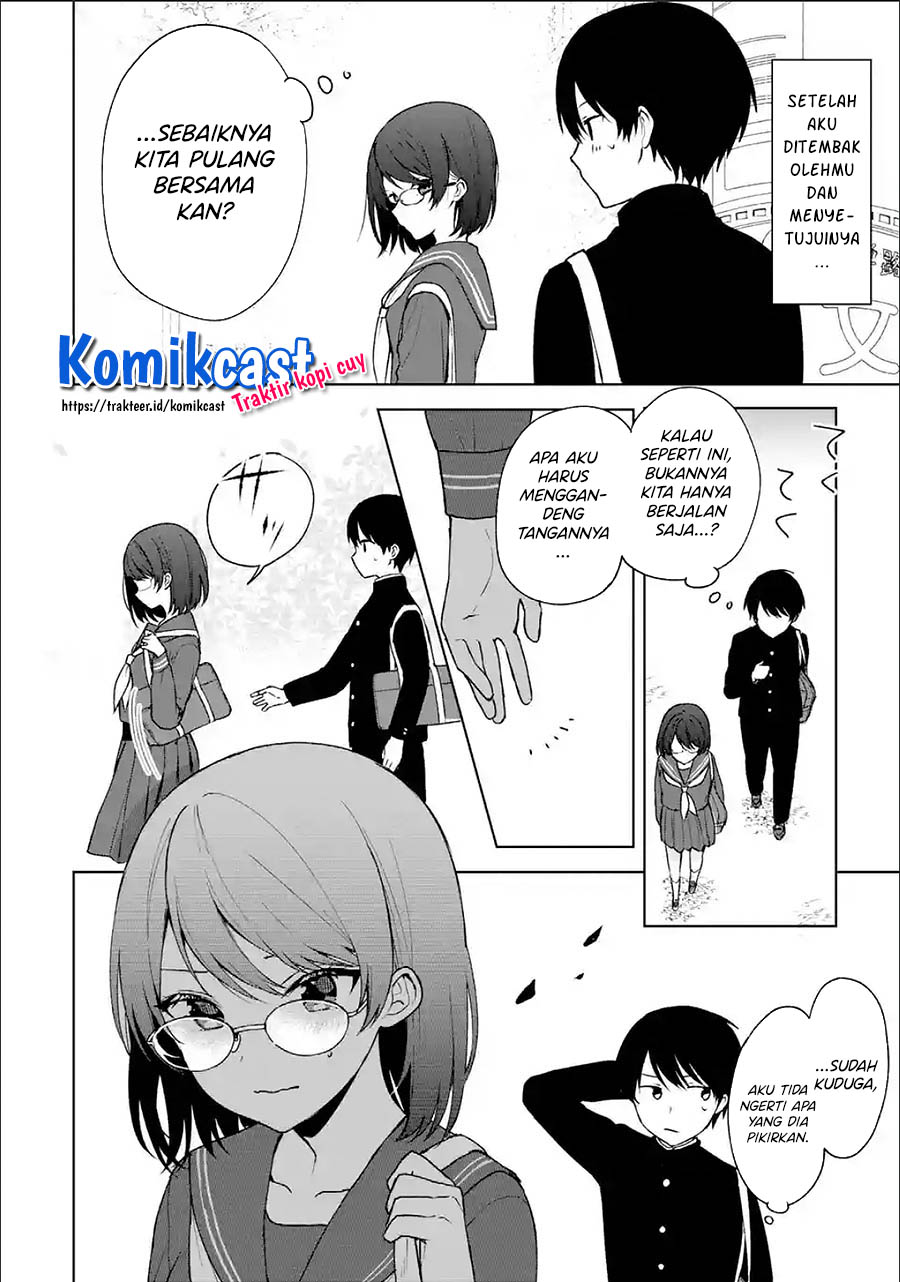 SETELAH
AKU
DITEMBAK
OLEHMU
DAN
MENYE-
TUJUINYA
...
...SEBAIKNYA
KITA PULANG
BERSAMA
KAN?
Komikcast
Traktir kopi cuy
https://trakteer.id/komikcast
KALAU
SEPERTI INI,
BUKANNYA
KITA HANYA
BERJALAN
SAJA...?
APA AKU
HARUS
MENGGAN-
DENG
TANGANNYA
...
...SUDAH
KUDUGA,
AKU TIDA
NGERTI APA
YANG DIA
PIKIRKAN.
文